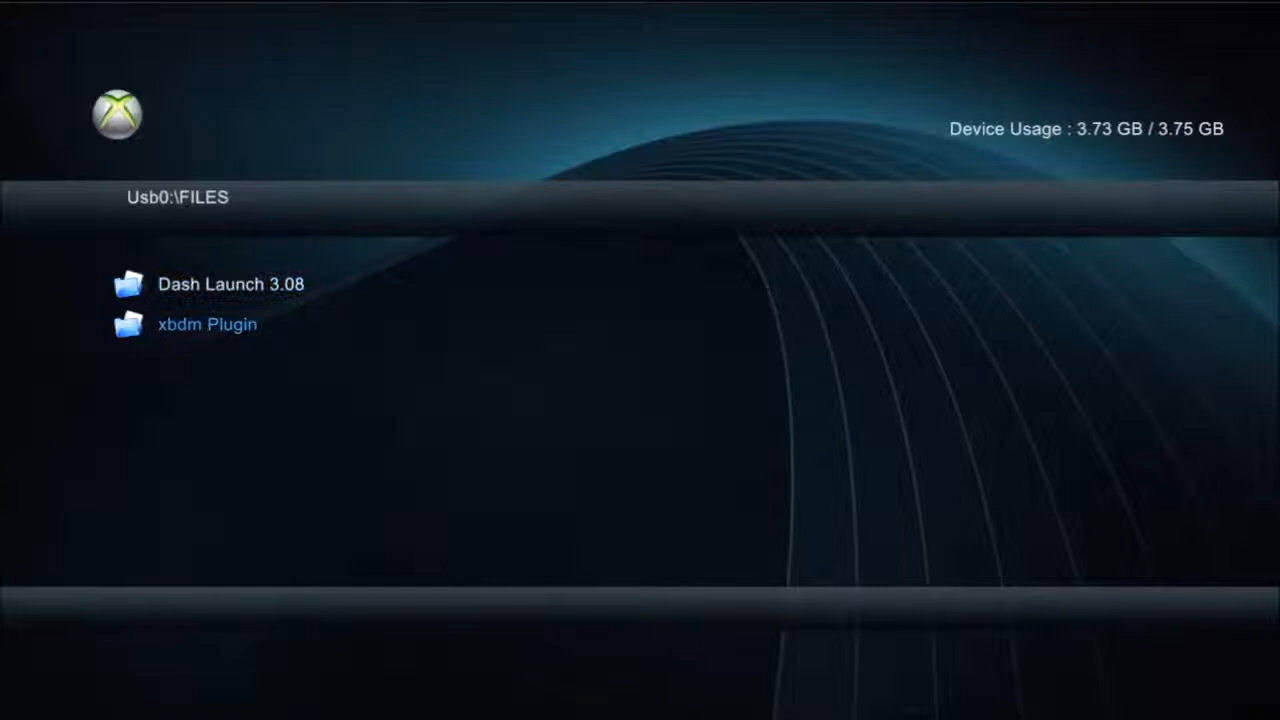 Device Usage : 3.73 GB / 3.75 GB
Usb0:\FILES
Dash Launch 3.08
xbdm Plugin